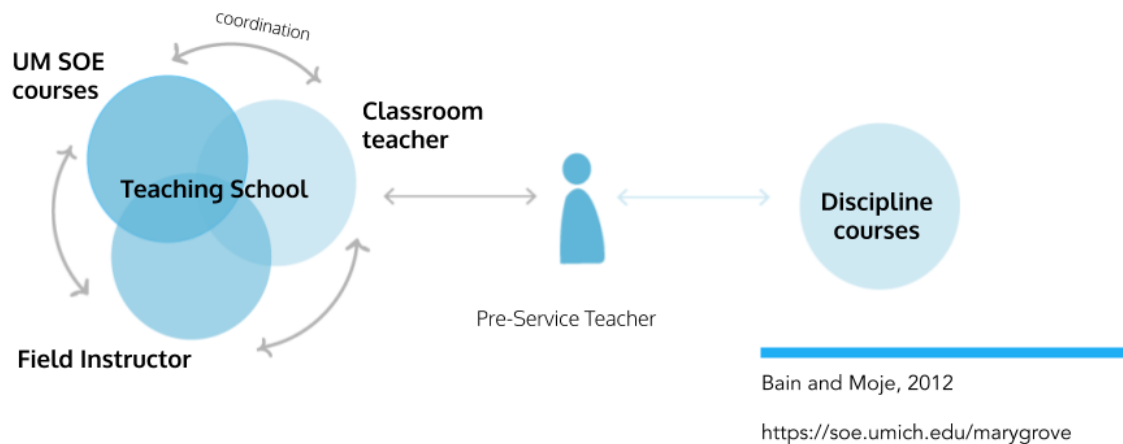 coordination
UM SOE
courses
Classroom
teacher
Teaching School
Discipline
courses
Pre-Service Teacher
Field Instructor
Bain and Moje, 2012
https://soe.umich.edu/marygrove